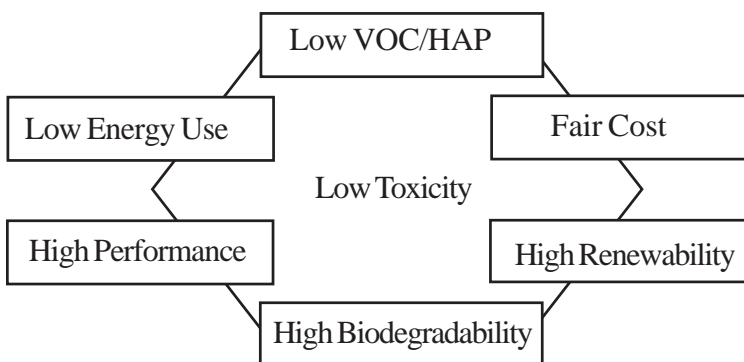 Low VOC/HAP
Low Energy Use
Fair Cost
Low Toxicity
High Performance
High Renewability
High Biodegradability